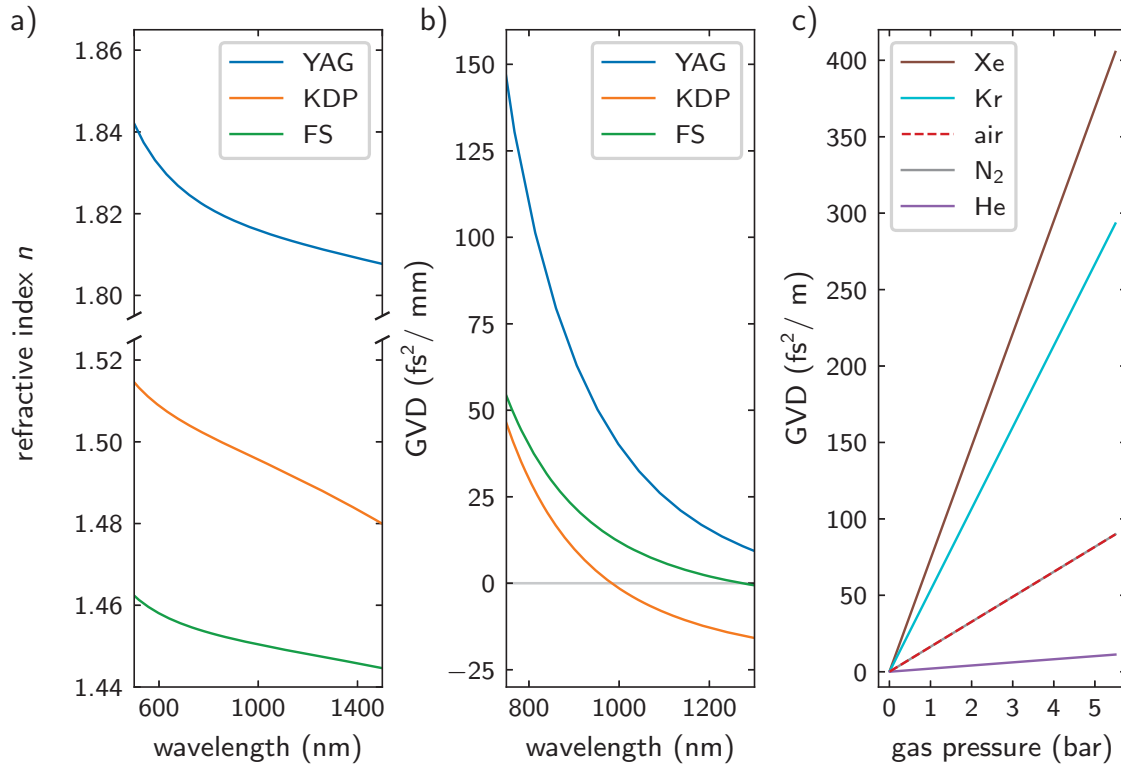 a)
refractive index n
1.86
1.84
1.82
1.80
1.52
1.50
1.48
1.46
1.44
600
1000
1400
wavelength (nm)
YAG
KDP
FS
b)
GVD (fs²/ mm)
150
125
100
75
50
25
0
−25
800
1000
1200
wavelength (nm)
YAG
KDP
FS
c)
GVD (fs²/ m)
400
350
300
250
200
150
100
50
0
0 1 2 3 4 5
gas pressure (bar)
Xe
Kr
air
N₂
He